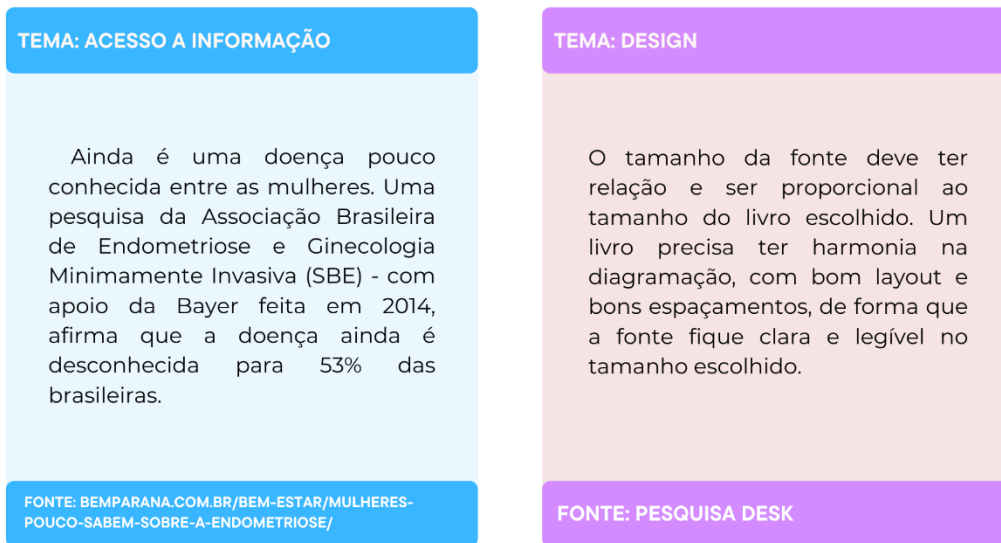 TEMA: ACESSO A INFORMAÇÃO
Ainda é uma doença pouco
conhecida entre as mulheres. Uma
pesquisa da Associação Brasileira
de Endometriose e Ginecologia
Minimamente Invasiva (SBE) - com
apoio da Bayer feita em 2014,
afirma que a doença ainda é
desconhecida para 53% das
brasileiras.
FONTE: BEMPARANA.COM.BR/BEM-ESTAR/MULHERES-
POUCO-SABEM-SOBRE-A-ENDOMETRIOSE/
TEMA: DESIGN
O tamanho da fonte deve ter
relação e ser proporcional ao
tamanho do livro escolhido. Um
livro precisa ter harmonia na
diagramação, com bom layout e
bons espaçamentos, de forma que
a fonte fique clara e legível no
tamanho escolhido.
FONTE: PESQUISA DESK